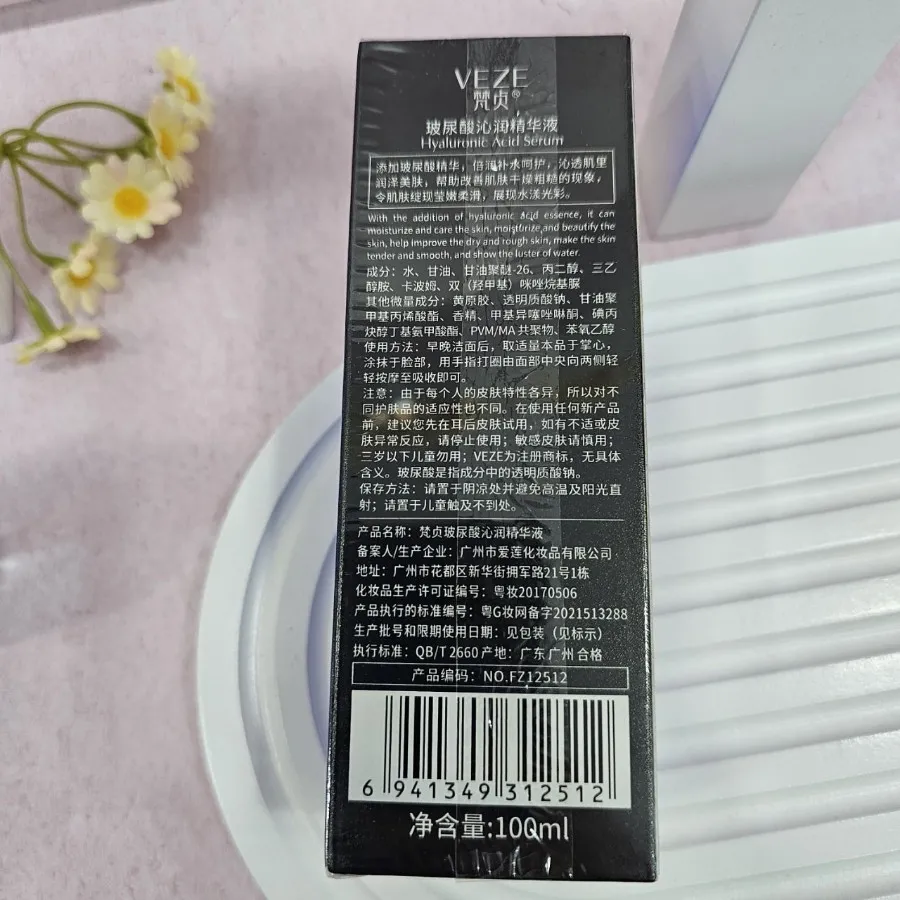 VEZE
梵贞®
玻尿酸沁润精华液
Hyaluronic Acid Serum
添加玻尿酸精华，倍润补水呵护，沁透肌里
润泽美肤，帮助改善肌肤干燥粗糙的现象，
令肌肤绽现莹嫩柔滑，展现水漾光彩。
With the addition of hyaluronic Acid essence, it can
moisturize and care the skin, moisturize,and beautify the
skin, help improve the dry and rough skin, make the skin
tender and smooth, and show the luster of water.
成分：水、甘油、甘油聚醚-26、丙二醇、三乙
醇胺、卡波姆、双（羟甲基）咪唑烷基脲
其他微量成分：黄原胶、透明质酸钠、甘油聚
甲基丙烯酸酯、香精、甲基异噻唑啉酮、碘丙
炔醇丁基氨甲酸酯、PVM/MA 共聚物、苯氧乙醇
使用方法：早晚洁面后，取适量本品于掌心，
涂抹于脸部，用手指打圈由面部中央向两侧轻
轻按摩至吸收即可。
注意：由于每个人的皮肤特性各异，所以对不
同护肤品的适应性也不同。在使用任何新产品
前，建议您先在耳后皮肤试用，如有不适或皮
肤异常反应，请停止使用；敏感皮肤请慎用；
三岁以下儿童勿用；VEZE为注册商标，无具体
含义。玻尿酸是指成分中的透明质酸钠。
保存方法：请置于阴凉处并避免高温及阳光直
射；请置于儿童触及不到处。
产品名称：梵贞玻尿酸沁润精华液
备案人/生产企业：广州市爱莲化妆品有限公司
地址：广州市花都区新华街拥军路21号1栋
化妆品生产许可证编号：粤妆20170506
产品执行的标准编号：粤G妆网备字2021513288
生产批号和限期使用日期：见包装（见标示）
执行标准：QB/T 2660 产地：广东 广州 合格
产品编码：NO.FZ12512
6 941349 312512
净含量:100ml